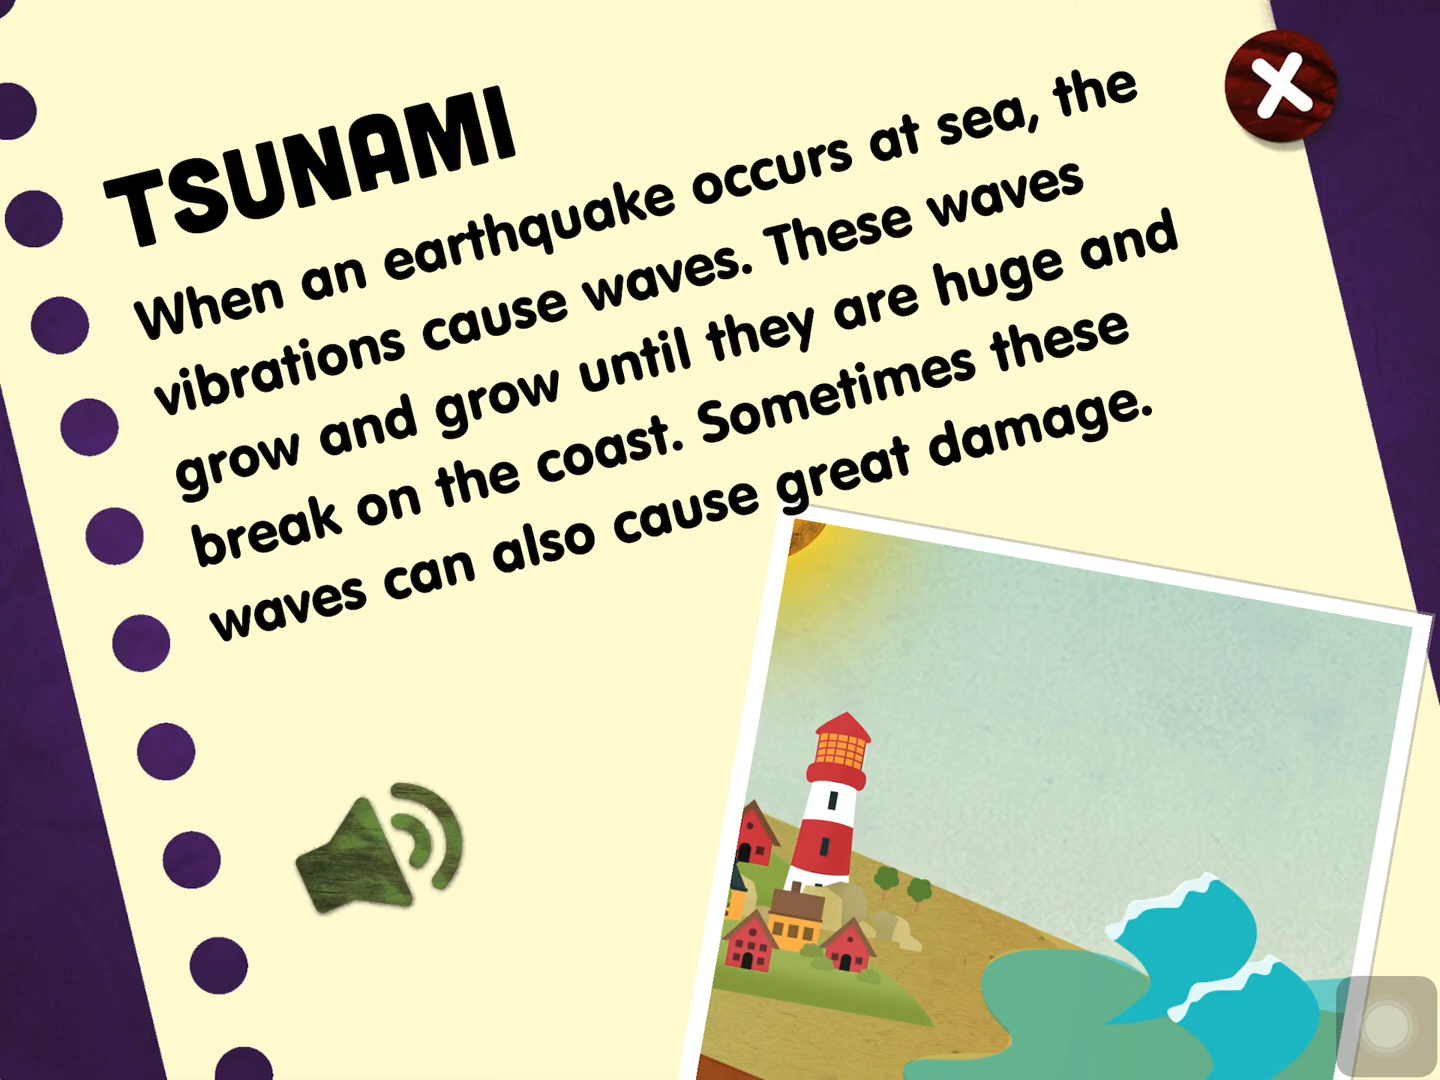 TSUNAMI
When an earthquake occurs at sea, the
vibrations cause waves. These waves
grow and grow until they are huge and
break on the coast. Sometimes these
waves can also cause great damage.